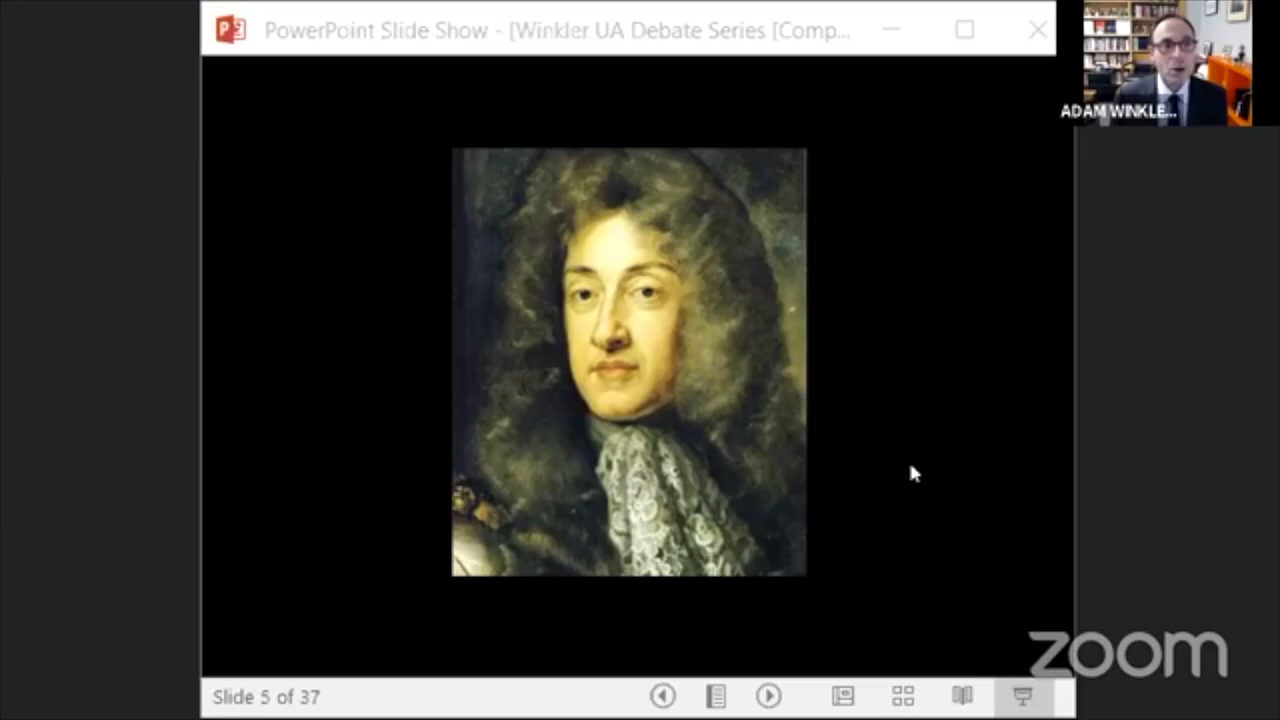 PowerPoint Slide Show - [Winkler UA Debate Series [Comp...
ADAM WINKLE...
zoom
Slide 5 of 37